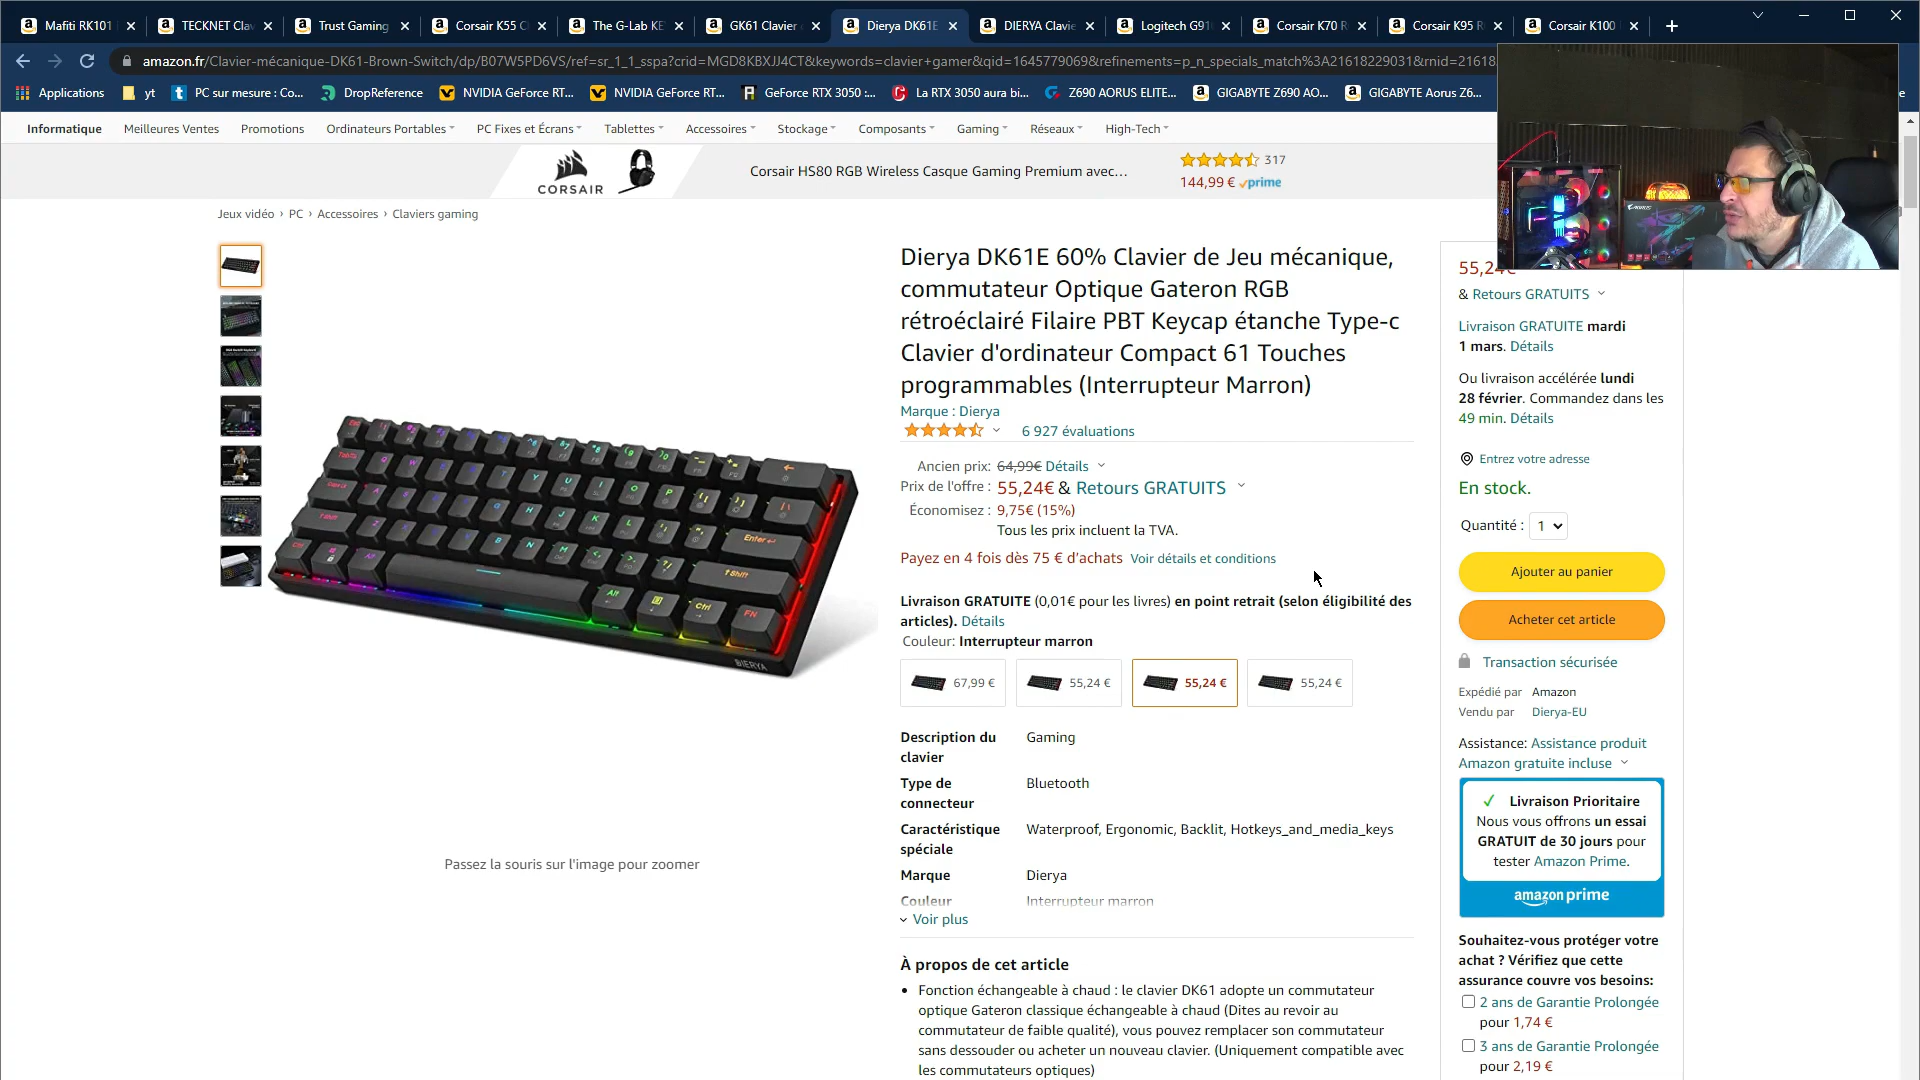 Mafiti RK101
TECKNET Clav
Trust Gaming
Corsair K55
The G-Lab KE
GK61 Clavier
Dierya DK61E
DIERYA Clavie
Logitech G91
Corsair K70 R
Corsair K95 R
Corsair K100
amazon.fr/Clavier-mécanique-DK61-Brown-Switch/dp/B07W5PD6VS/ref=sr_1_1_sspa?crid=MGD8KBXJJ4CT&keywords=clavier+gamer&qid=1645779069&refinements=p_n_specials_match%3A21618229031&rnid=21618
Applications
yt
PC sur mesure : Co...
DropReference
NVIDIA GeForce RT...
NVIDIA GeForce RT...
GeForce RTX 3050 :...
La RTX 3050 aura bi...
Z690 AORUS ELITE...
GIGABYTE Z690 AO...
GIGABYTE Aorus Z6...
Informatique
Meilleures Ventes
Promotions
Ordinateurs Portables
PC Fixes et Écrans
Tablettes
Accessoires
Stockage
Composants
Gaming
Réseaux
High-Tech
CORSAIR
Corsair HS80 RGB Wireless Casque Gaming Premium avec...
317
144,99 € prime
Jeux vidéo › PC › Accessoires › Claviers gaming
Dierya DK61E 60% Clavier de Jeu mécanique,
commutateur Optique Gateron RGB
rétroéclairé Filaire PBT Keycap étanche Type-c
Clavier d'ordinateur Compact 61 Touches
programmables (Interrupteur Marron)
Marque : Dierya
6 927 évaluations
Ancien prix: 64,99€ Détails
Prix de l'offre : 55,24€ & Retours GRATUITS
Économisez : 9,75€ (15%)
Tous les prix incluent la TVA.
Payez en 4 fois dès 75 € d'achats Voir détails et conditions
Livraison GRATUITE (0,01€ pour les livres) en point retrait (selon éligibilité des
articles). Détails
Couleur: Interrupteur marron
67,99 €
55,24 €
55,24 €
55,24 €
Description du
clavier
Gaming
Type de
connecteur
Bluetooth
Caractéristique
spéciale
Waterproof, Ergonomic, Backlit, Hotkeys_and_media_keys
Marque
Dierya
Couleur
Interrupteur marron
Voir plus
À propos de cet article
Fonction échangeable à chaud : le clavier DK61 adopte un commutateur
optique Gateron classique échangeable à chaud (Dites au revoir au
commutateur de faible qualité), vous pouvez remplacer son commutateur
sans dessouder ou acheter un nouveau clavier. (Uniquement compatible avec
les commutateurs optiques)
Passez la souris sur l'image pour zoomer
Enter
Shift
Alt
Ctrl
FN
DIERYA
AORUS
55,24€
& Retours GRATUITS
Livraison GRATUITE mardi
1 mars. Détails
Ou livraison accélérée lundi
28 février. Commandez dans les
49 min. Détails
Entrez votre adresse
En stock.
Quantité : 1
Ajouter au panier
Acheter cet article
Transaction sécurisée
Expédié par Amazon
Vendu par Dierya-EU
Assistance: Assistance produit
Amazon gratuite incluse
Livraison Prioritaire
Nous vous offrons un essai
GRATUIT de 30 jours pour
tester Amazon Prime.
amazon prime
Souhaitez-vous protéger votre
achat ? Vérifiez que cette
assurance couvre vos besoins:
2 ans de Garantie Prolongée
pour 1,74 €
3 ans de Garantie Prolongée
pour 2,19 €